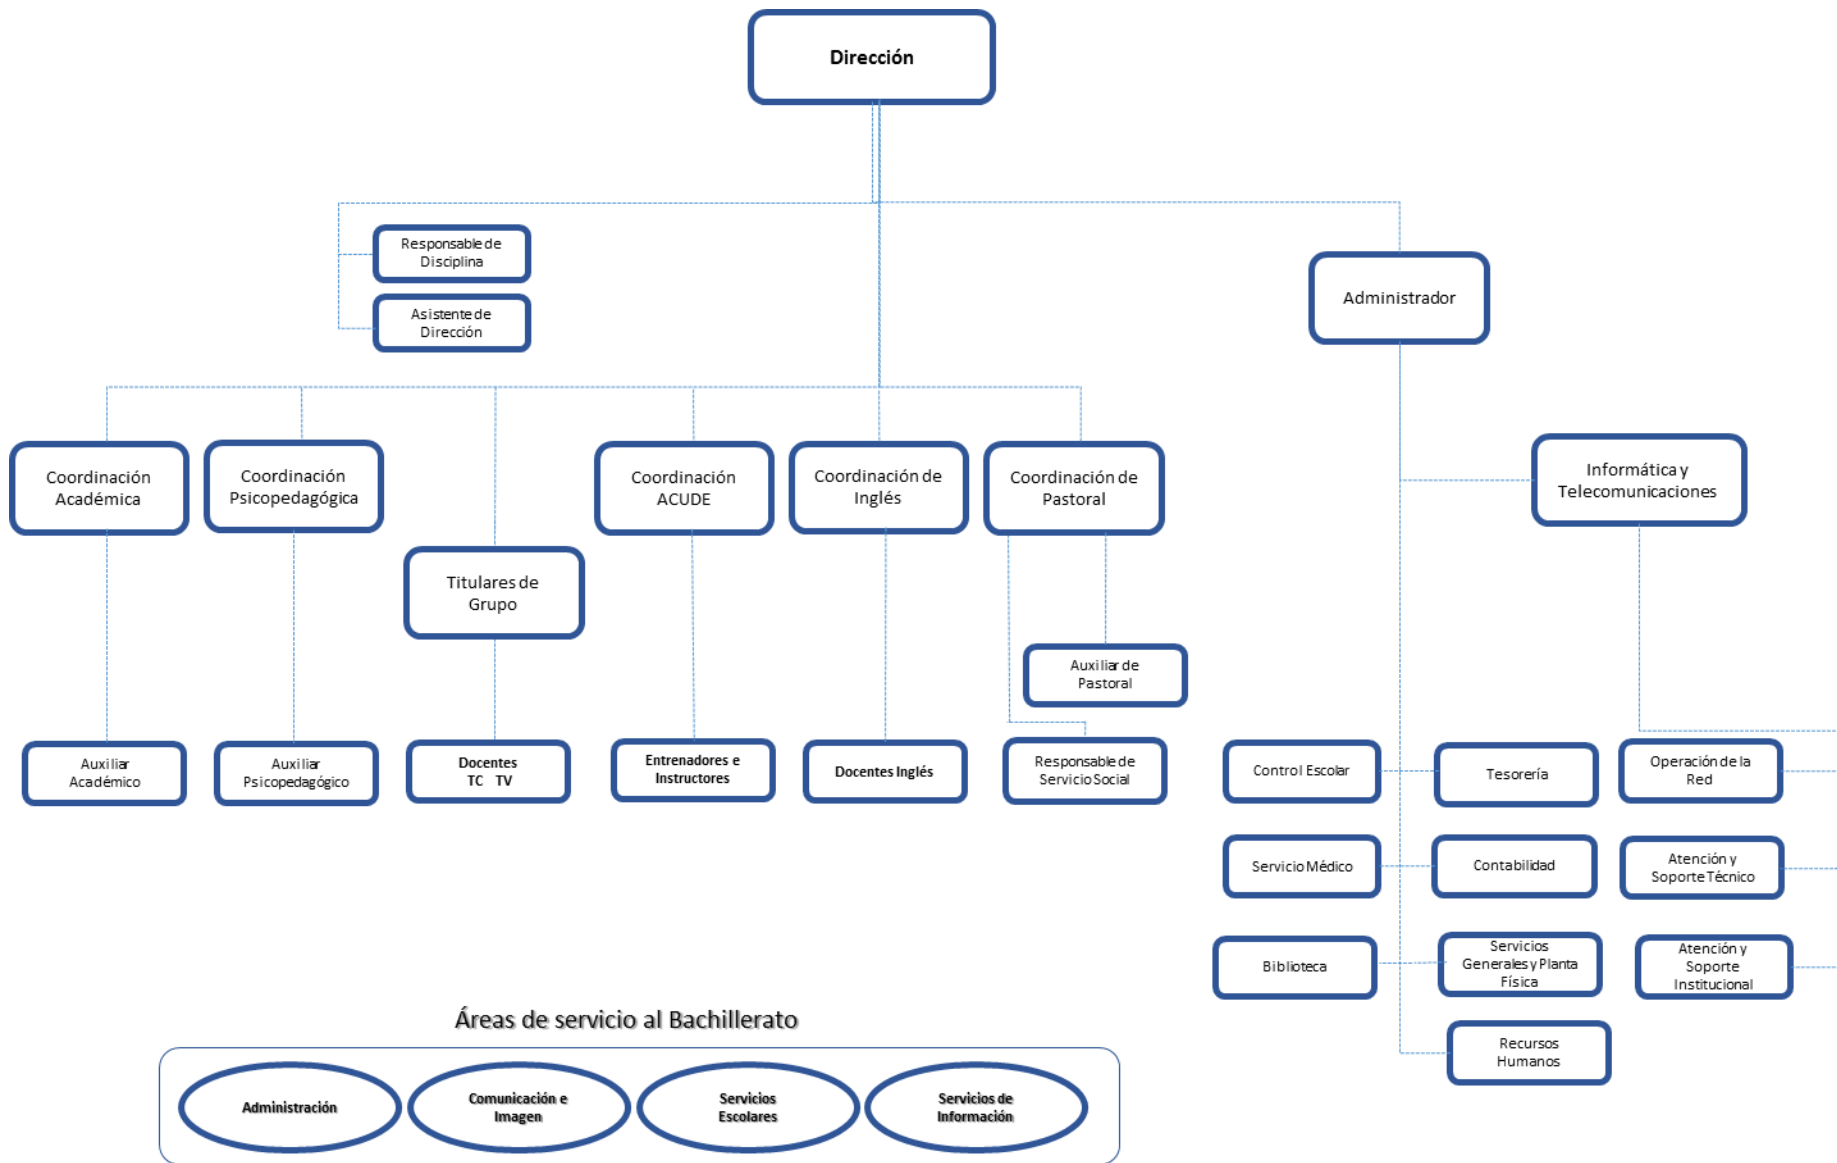 Dirección
Responsable de
Disciplina
Asistente de
Dirección
Administrador
Coordinación
Académica
Coordinación
Psicopedagógica
Coordinación
ACUDE
Coordinación de
Inglés
Coordinación de
Pastoral
Informática y
Telecomunicaciones
Titulares de
Grupo
Auxiliar de
Pastoral
Auxiliar
Académico
Auxiliar
Psicopedagógico
Docentes
TC TV
Entrenadores e
Instructores
Docentes Inglés
Responsable de
Servicio Social
Control Escolar
Tesorería
Operación de la
Red
Servicio Médico
Contabilidad
Atención y
Soporte Técnico
Biblioteca
Servicios
Generales y Planta
Física
Atención y
Soporte
Institucional
Recursos
Humanos
Áreas de servicio al Bachillerato
Administración
Comunicación e
Imagen
Servicios
Escolares
Servicios de
Información